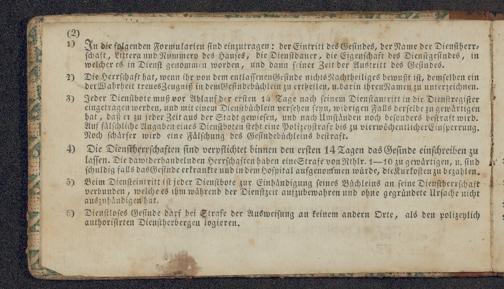 (2)
1) In die folgenden Formularien sind einzutragen: der Eintritt des Gesindes, der Name der Dienstherr-
schaft, Littera und Nummero des Hauses, die Dienstdauer, die Eigenschaft des Dienstgesindes, in
welcher es in Dienst genommen worden, und dann seiner Zeit der Austritt des Gesindes.
2) Die Herrschaft hat, wenn ihr von dem entlassenen Gesinde nichts Nachtheiliges bewußt ist, demselben ein
der Wahrheit treues Zeugniß in dem Gesindebüchlein zu ertheilen, u. darin ihren Namen zu unterzeichnen.
3) Jeder Dienstbote muß vor Ablauf der ersten 14 Tage nach seinem Dienstantritt in die Dienstregister
eingetragen worden, und mit einem Dienstbüchlein versehen seyn, widrigen Falls derselbe zu gewärtigen
hat, daß er zu jeder Zeit aus der Stadt gewiesen, und nach Umständen noch besonders bestraft wird.
Auf fälschliche Angaben eines Dienstboten steht eine Polizeystrafe bis zu vierwöchentlicher Einsperrung.
Noch schärfer wird eine Fälschung des Gesindebüchleins bestraft.
4) Die Dienstherrschaften sind verpflichtet binnen den ersten 14 Tagen das Gesinde einschreiben zu
lassen. Die dawiderhandelnden Herrschaften haben eine Strafe von Rthlr. 1—10 zu gewärtigen, u. sind
schuldig falls das Gesinde erkrankte und in dem Hospital aufgenommen würde, die Kurkosten zu bezahlen.
5) Beim Diensteintritt ist jeder Dienstbote zur Einhändigung seines Büchleins an seine Dienstherrschaft
verbunden, welche es ihm während der Dienstzeit aufzubewahren und ohne gegründete Ursache nicht
auszuhändigen hat.
6) Dienstloses Gesinde darf bei Strafe der Ausweisung an keinem andern Orte, als den polizeylich
authorisirten Dienstherbergen logieren.